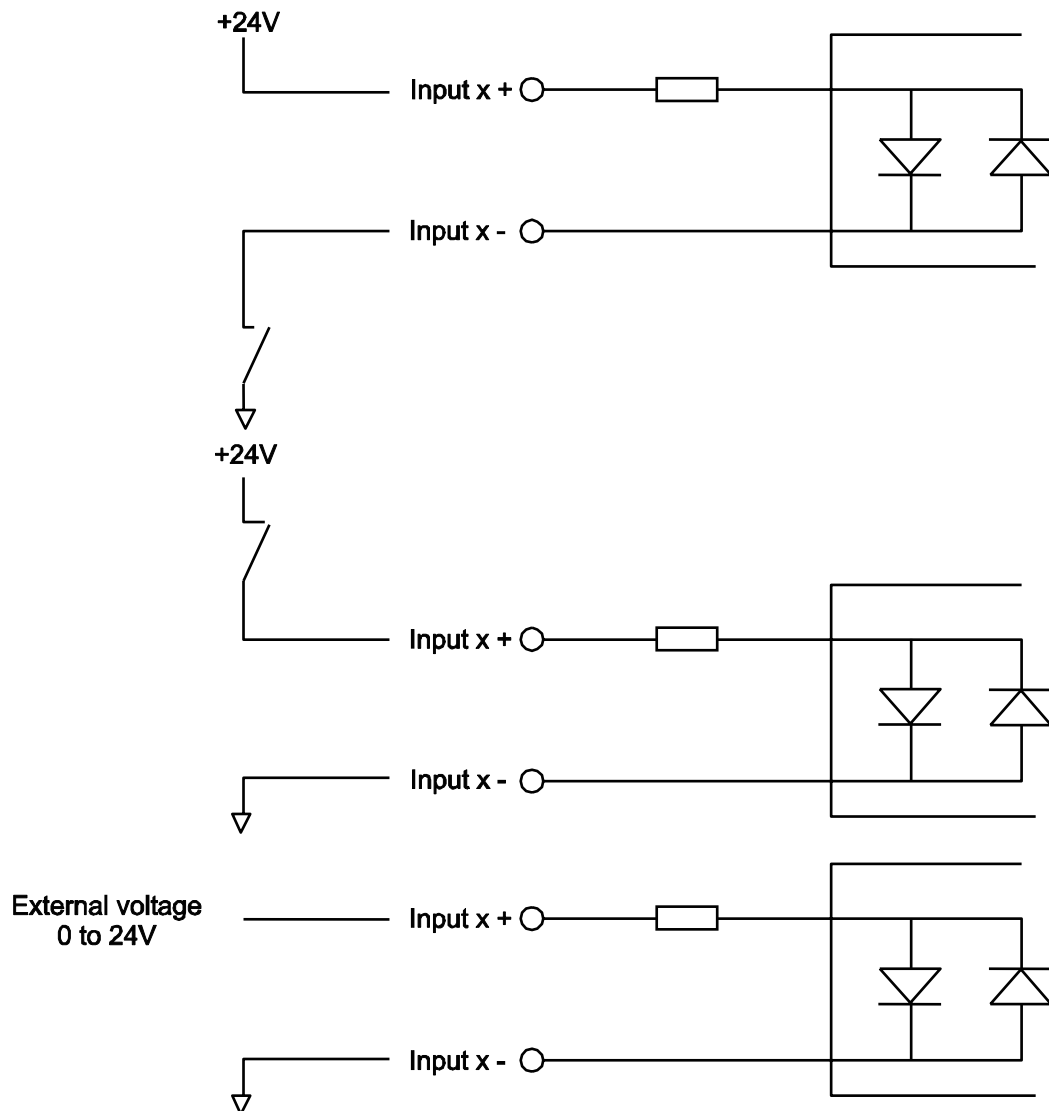 +24V
Input x +
Input x -
+24V
Input x +
Input x -
External voltage
0 to 24V
Input x +
Input x -